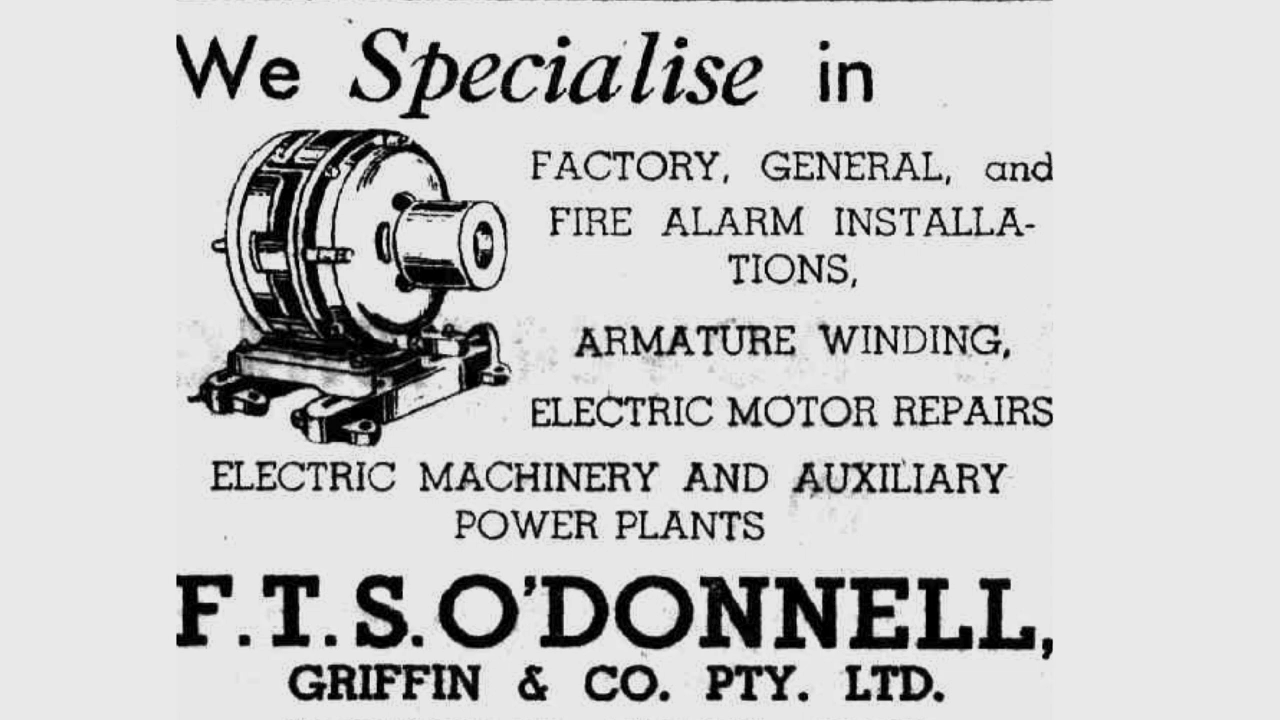 We Specialise in
FACTORY, GENERAL, and
FIRE ALARM INSTALLA-
TIONS,
ARMATURE WINDING,
ELECTRIC MOTOR REPAIRS
ELECTRIC MACHINERY AND AUXILIARY
POWER PLANTS
F.T.S. O'DONNELL,
GRIFFIN & CO. PTY. LTD.